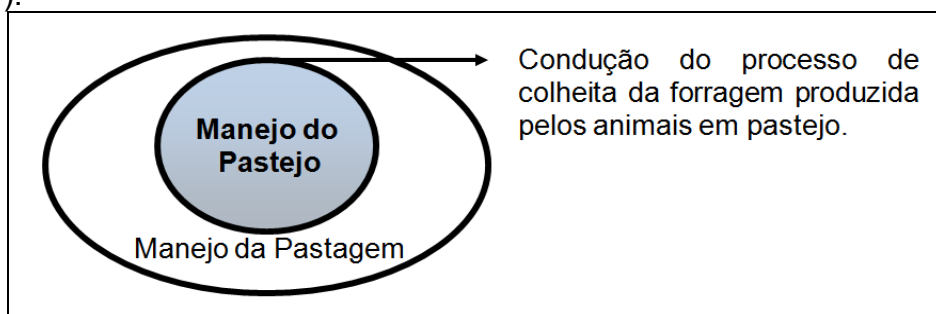 ).
Condução do processo de
colheita da forragem produzida
pelos animais em pastejo.
Manejo do
Pastejo
Manejo da Pastagem